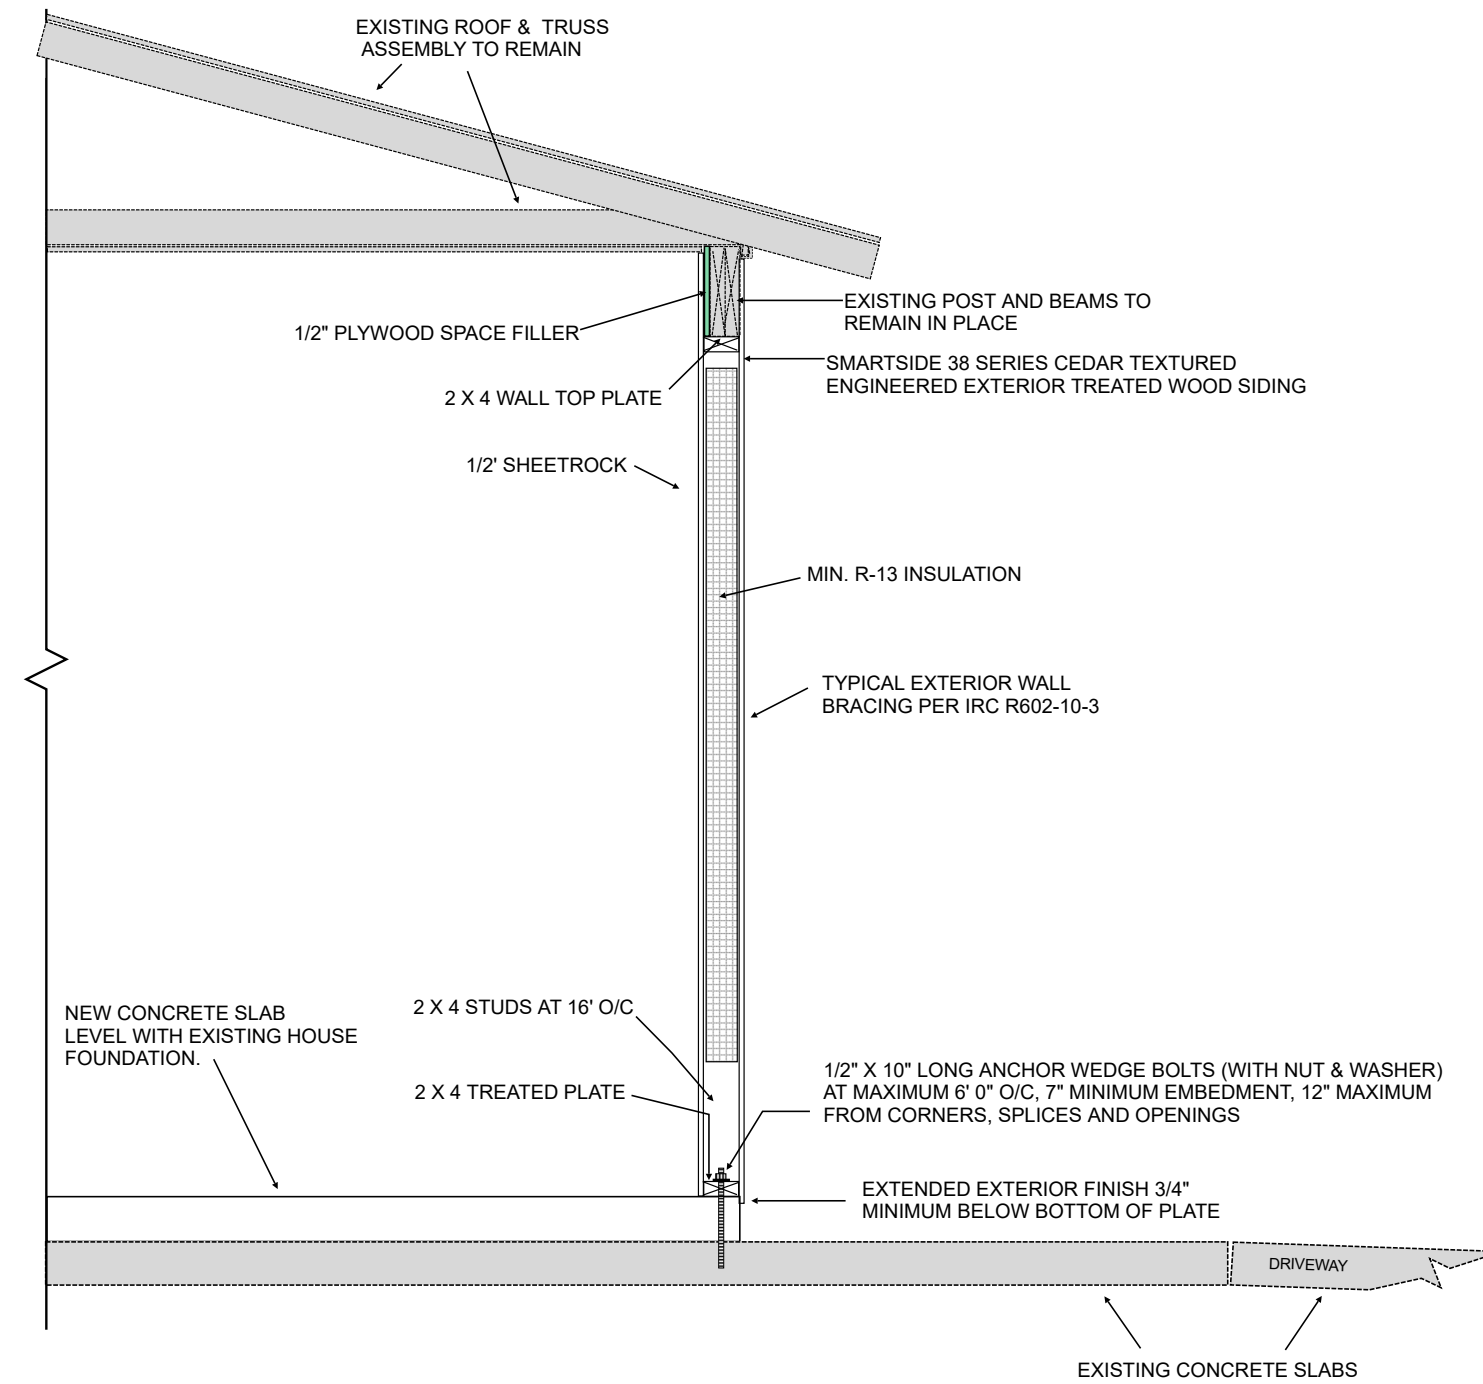 EXISTING ROOF & TRUSS
ASSEMBLY TO REMAIN
EXISTING POST AND BEAMS TO
REMAIN IN PLACE
1/2" PLYWOOD SPACE FILLER
SMARTSIDE 38 SERIES CEDAR TEXTURED
ENGINEERED EXTERIOR TREATED WOOD SIDING
2 X 4 WALL TOP PLATE
1/2' SHEETROCK
MIN. R-13 INSULATION
TYPICAL EXTERIOR WALL
BRACING PER IRC R602-10-3
NEW CONCRETE SLAB
LEVEL WITH EXISTING HOUSE
FOUNDATION.
2 X 4 STUDS AT 16' O/C
2 X 4 TREATED PLATE
1/2" X 10" LONG ANCHOR WEDGE BOLTS (WITH NUT & WASHER)
AT MAXIMUM 6' 0" O/C, 7" MINIMUM EMBEDMENT, 12" MAXIMUM
FROM CORNERS, SPLICES AND OPENINGS
EXTENDED EXTERIOR FINISH 3/4"
MINIMUM BELOW BOTTOM OF PLATE
DRIVEWAY
EXISTING CONCRETE SLABS